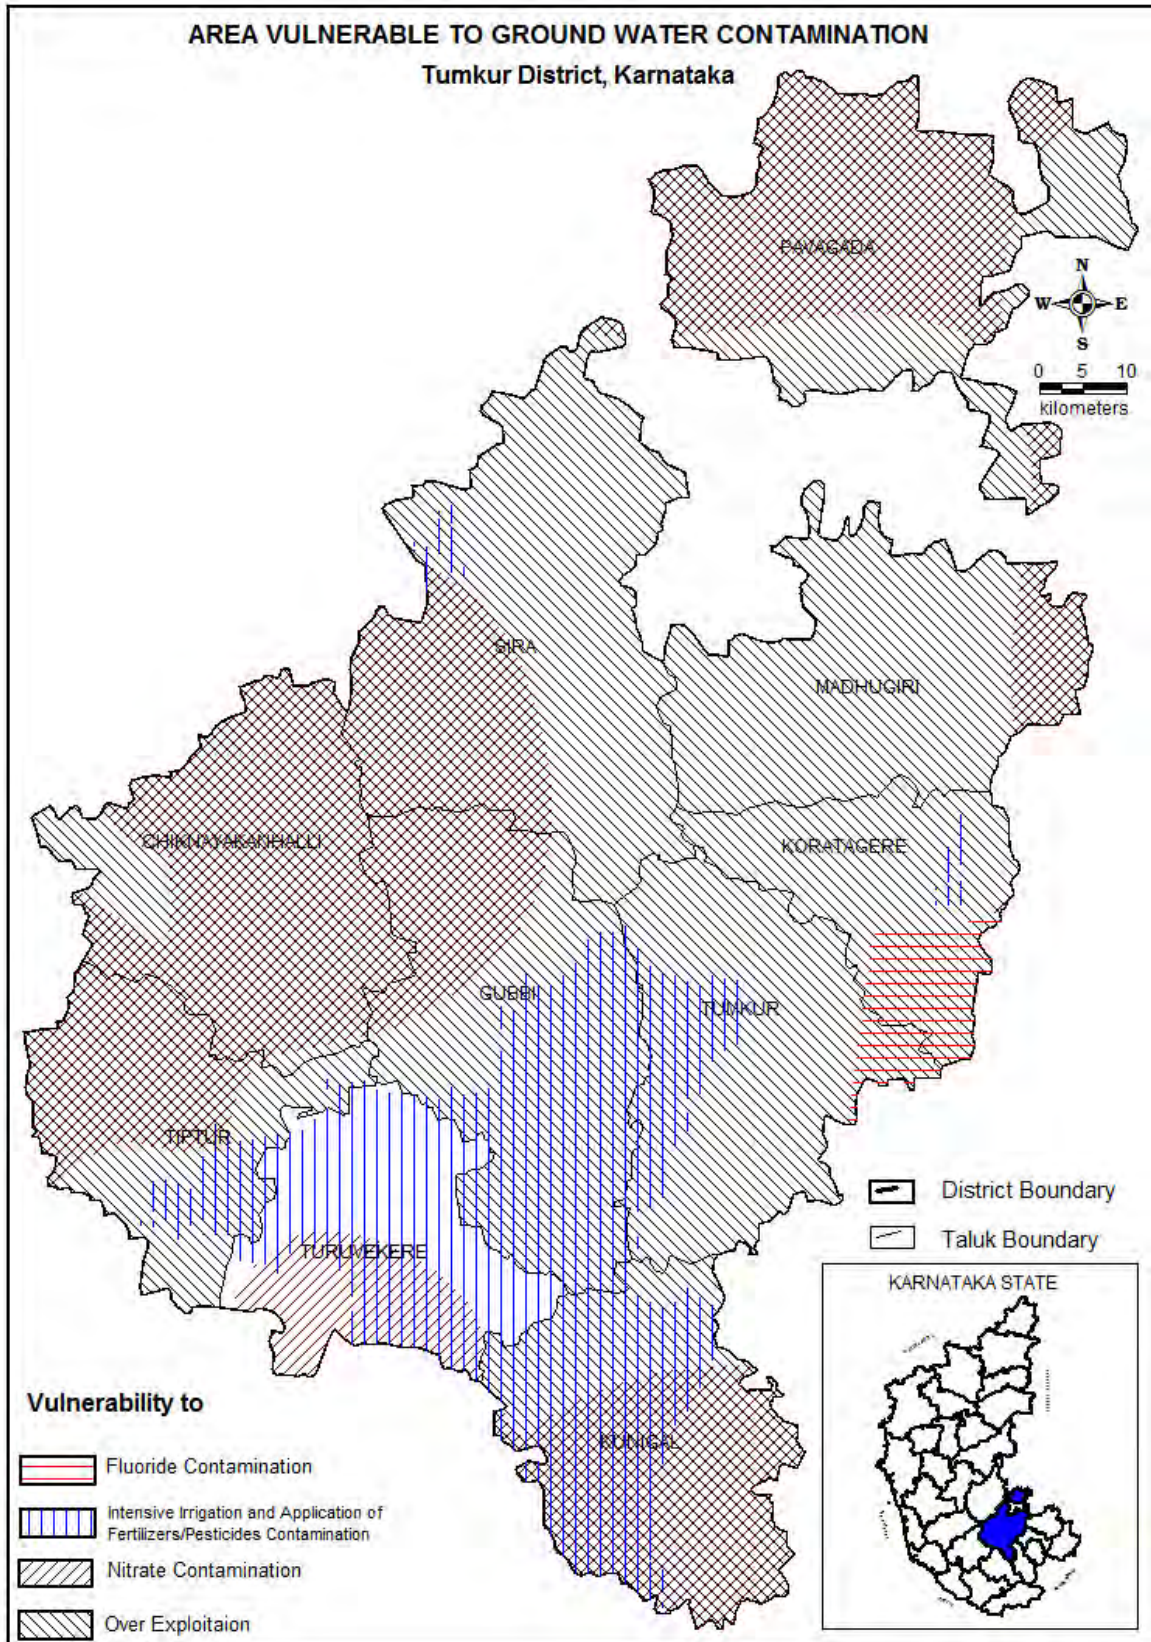 AREA VULNERABLE TO GROUND WATER CONTAMINATION
Tumkur District, Karnataka
PAVAGADA
N
W E
S
0 5 10
kilometers
SIRA
MADHUGIRI
CHIKNAYAKANHALLI
KORATAGERE
GUBBI
TUMKUR
TIPTUR
TURUVEKERE
KUNIGAL
District Boundary
Taluk Boundary
KARNATAKA STATE
Vulnerability to
Fluoride Contamination
Intensive Irrigation and Application of
Fertilizers/Pesticides Contamination
Nitrate Contamination
Over Exploitaion